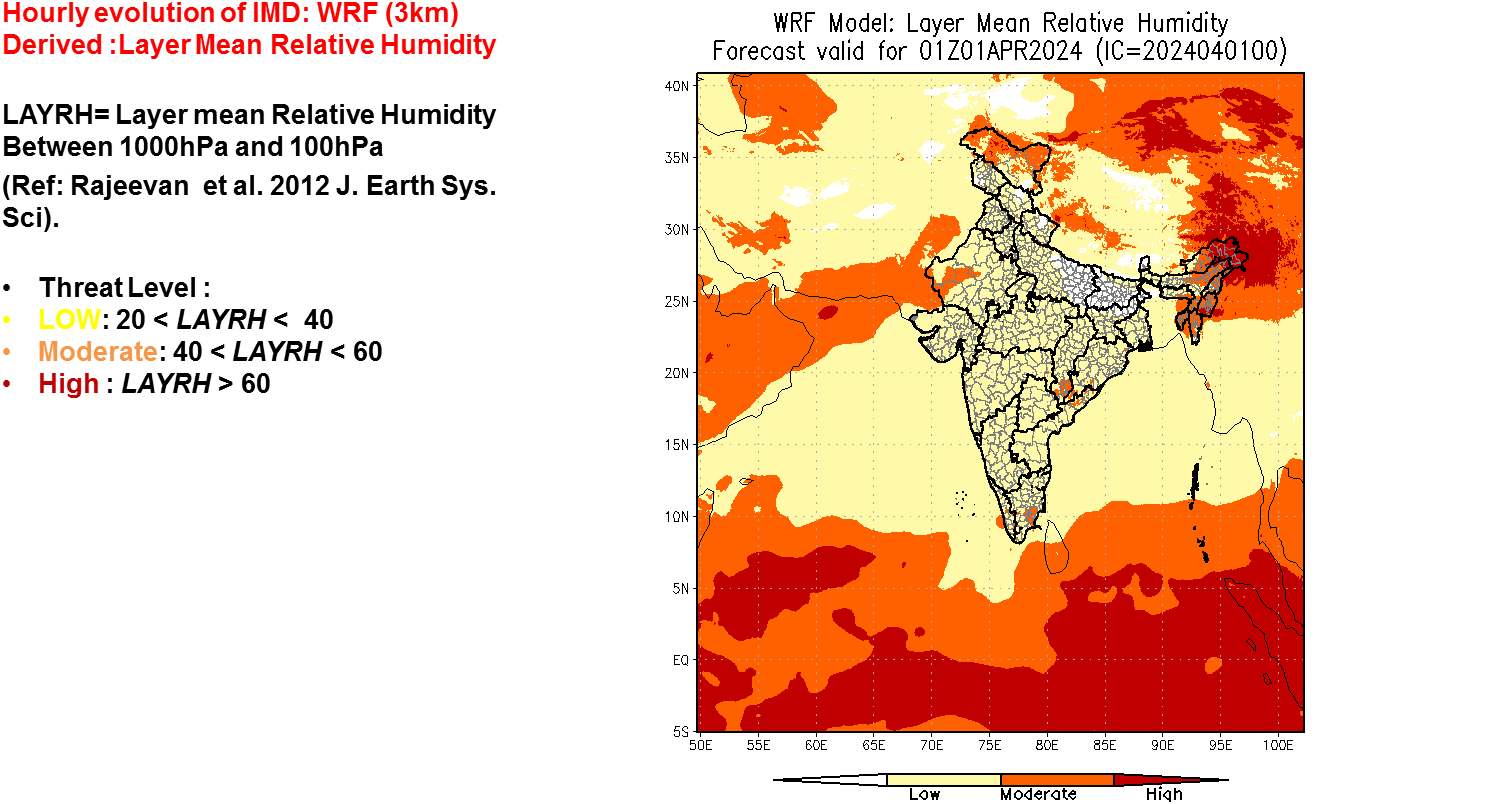 Hourly evolution of IMD: WRF (3km)
Derived :Layer Mean Relative Humidity
LAYRH= Layer mean Relative Humidity
Between 1000hPa and 100hPa
(Ref: Rajeevan et al. 2012 J. Earth Sys.
Sci).
• Threat Level :
• LOW: 20 < LAYRH < 40
• Moderate: 40 < LAYRH < 60
• High : LAYRH > 60
WRF Model: Layer Mean Relative Humidity
Forecast valid for 01Z01APR2024 (IC=2024040100)
40N
35N
30N
25N
20N
15N
10N
5N
EQ
5S
50E 55E 60E 65E 70E 75E 80E 85E 90E 95E 100E
Low Moderate High